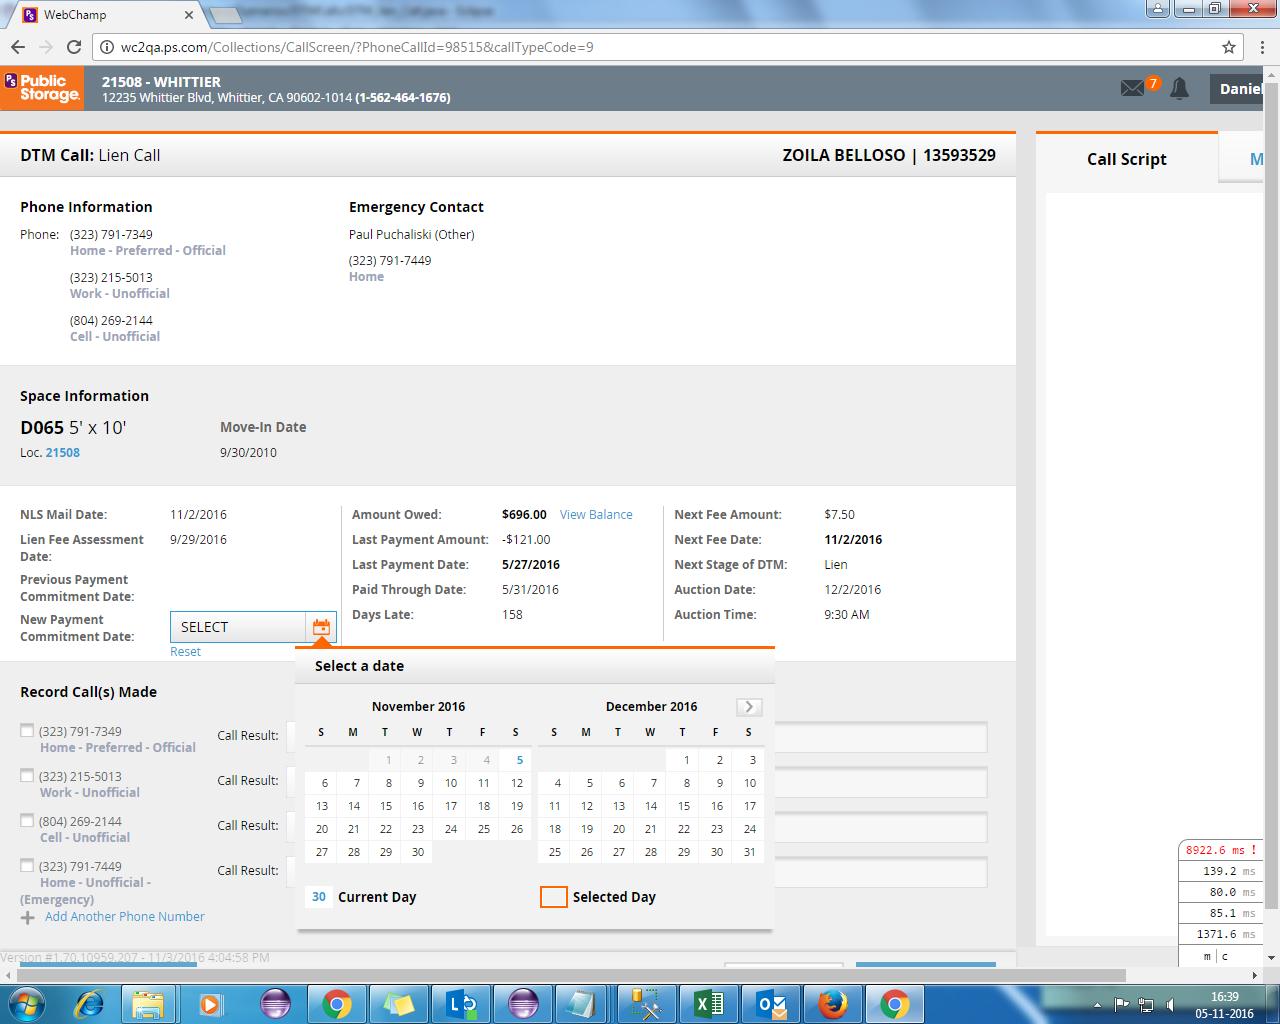 WebChamp
wc2qa.ps.com/Collections/CallScreen/?PhoneCallId=98515&callTypeCode=9
Ps Public Storage.
21508 - WHITTIER
12235 Whittier Blvd, Whittier, CA 90602-1014 (1-562-464-1676)
7
Daniel
DTM Call: Lien Call
ZOILA BELLOSO | 13593529
Call Script
M
Phone Information
Emergency Contact
Phone: (323) 791-7349
Home - Preferred - Official
(323) 215-5013
Work - Unofficial
(804) 269-2144
Cell - Unofficial
Paul Puchaliski (Other)
(323) 791-7449
Home
Space Information
D065 5' x 10'
Loc. 21508
Move-In Date
9/30/2010
NLS Mail Date: 11/2/2016
Lien Fee Assessment Date: 9/29/2016
Previous Payment Commitment Date:
New Payment Commitment Date: SELECT
Reset
Amount Owed: $696.00 View Balance
Last Payment Amount: -$121.00
Last Payment Date: 5/27/2016
Paid Through Date: 5/31/2016
Days Late: 158
Next Fee Amount: $7.50
Next Fee Date: 11/2/2016
Next Stage of DTM: Lien
Auction Date: 12/2/2016
Auction Time: 9:30 AM
Select a date
November 2016
S M T W T F S
1 2 3 4 5
6 7 8 9 10 11 12
13 14 15 16 17 18 19
20 21 22 23 24 25 26
27 28 29 30
December 2016
S M T W T F S
1 2 3
4 5 6 7 8 9 10
11 12 13 14 15 16 17
18 19 20 21 22 23 24
25 26 27 28 29 30 31
30 Current Day
Selected Day
Record Call(s) Made
(323) 791-7349
Home - Preferred - Official
Call Result:
(323) 215-5013
Work - Unofficial
Call Result:
(804) 269-2144
Cell - Unofficial
Call Result:
(323) 791-7449
Home - Unofficial -
(Emergency)
Call Result:
Add Another Phone Number
Version #1.70.10959.207 - 11/3/2016 4:04:58 PM
8922.6 ms !
139.2 ms
80.0 ms
85.1 ms
1371.6 ms
m | c
16:39
05-11-2016